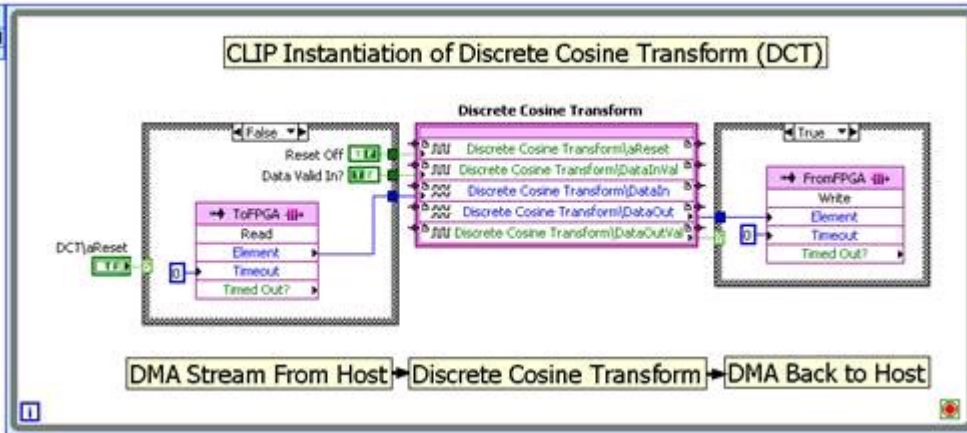 CLIP Instantiation of Discrete Cosine Transform (DCT)
Discrete Cosine Transform
False
True
Reset Off
Data Valid In?
Discrete Cosine Transform\aReset
Discrete Cosine Transform\DataInVal
Discrete Cosine Transform\DataIn
Discrete Cosine Transform\DataOut
Discrete Cosine Transform\DataOutVal
ToFPGA
Read
Element
Timeout
Timed Out?
0
DCT\aReset
FromFPGA
Write
Element
Timeout
Timed Out?
0
DMA Stream From Host
Discrete Cosine Transform
DMA Back to Host
i